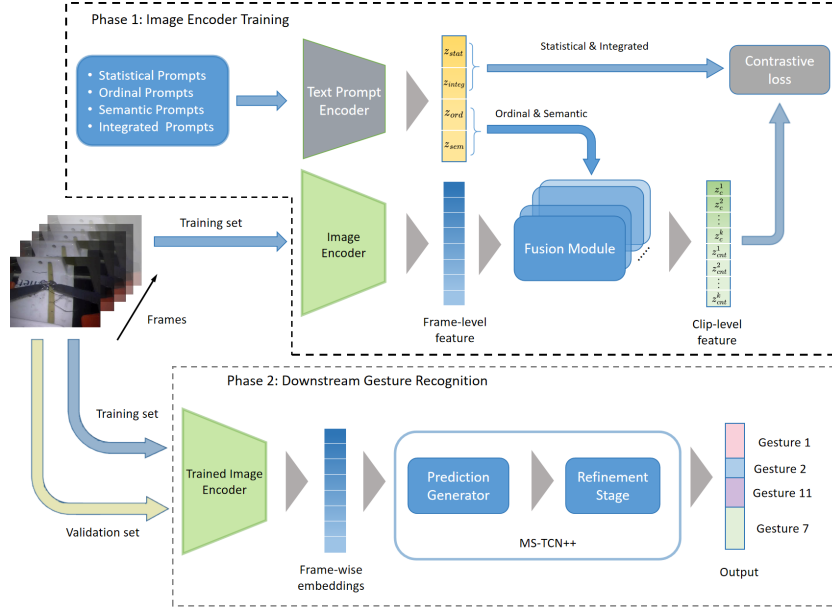 Phase 1: Image Encoder Training
• Statistical Prompts
• Ordinal Prompts
• Semantic Prompts
• Integrated Prompts
Text Prompt
Encoder
z_stat
z_integ
z_ord
z_sem
Statistical & Integrated
Ordinal & Semantic
Contrastive
loss
Training set
Image
Encoder
Frame-level
feature
Fusion Module
z_c^1
z_c^2
⋮
z_c^k
z_cnt^1
z_cnt^2
⋮
z_cnt^k
Clip-level
feature
Frames
Phase 2: Downstream Gesture Recognition
Training set
Validation set
Trained Image
Encoder
Frame-wise
embeddings
Prediction
Generator
Refinement
Stage
MS-TCN++
Gesture 1
Gesture 2
Gesture 11
Gesture 7
Output